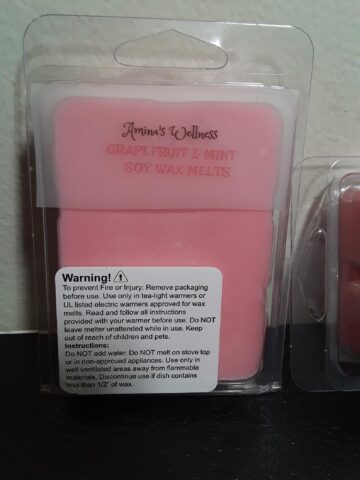 Amina's Wellness
GRAPEFRUIT & MINT
SOY WAX MELTS
Warning! ⚠
To prevent Fire or Injury: Remove packaging
before use. Use only in tea-light warmers or
UL listed electric warmers approved for wax
melts. Read and follow all instructions
provided with your warmer before use. Do NOT
leave melter unattended while in use. Keep
out of reach of children and pets.
Instructions:
Do NOT add water. Do NOT melt on stove top
or in non-approved appliances. Use only in
well ventilated areas away from flammable
materials. Discontinue use if dish contains
less than 1/2" of wax.